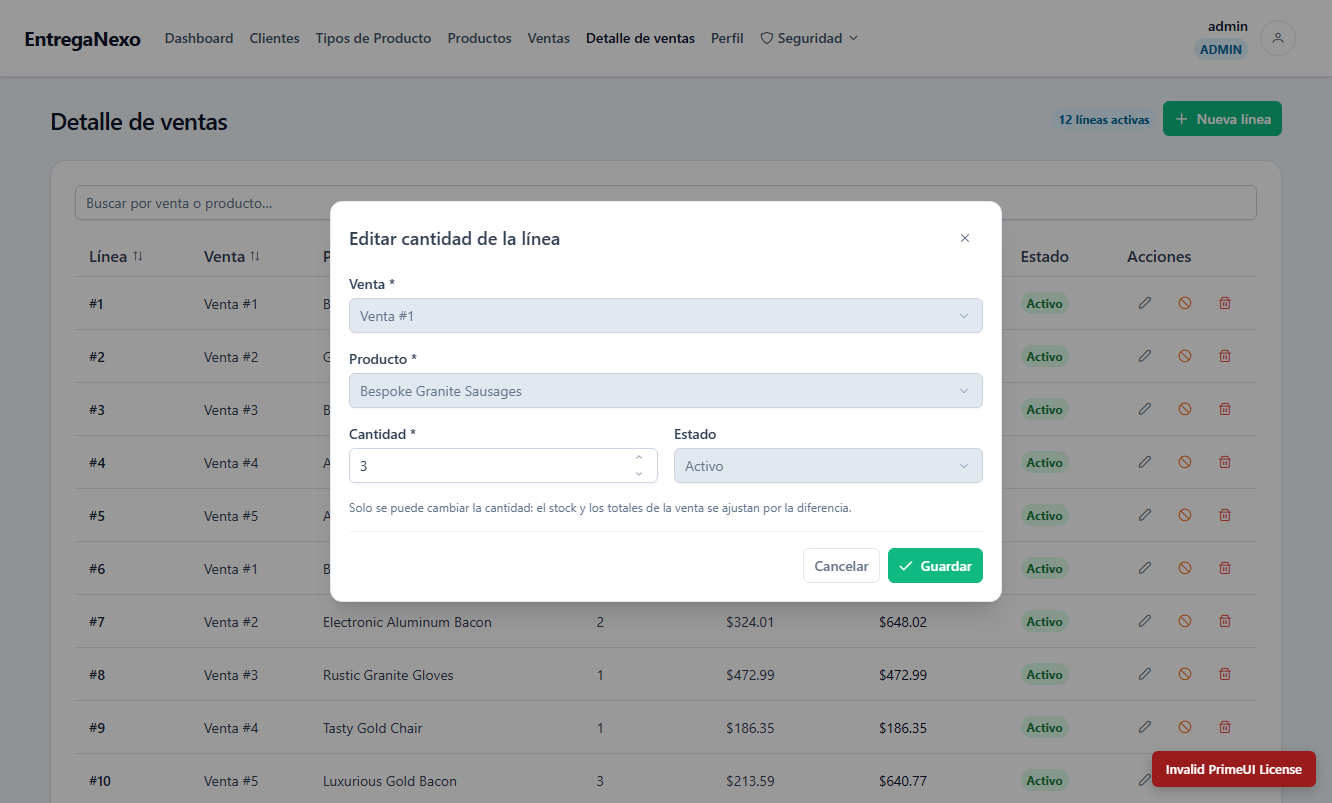 EntregaNexo Dashboard Clientes Tipos de Producto Productos Ventas Detalle de ventas Perfil Seguridad admin
ADMIN
Detalle de ventas 12 líneas activas Nueva línea
Buscar por venta o producto...
Editar cantidad de la línea
Línea Venta P Estado Acciones
Venta *
#1 Venta #1 B Activo
Venta #1
#2 Venta #2 G Activo
Producto *
Bespoke Granite Sausages
#3 Venta #3 B Activo
Cantidad * Estado
#4 Venta #4 A Activo
3 Activo
#5 Venta #5 A Activo
Solo se puede cambiar la cantidad: el stock y los totales de la venta se ajustan por la diferencia.
#6 Venta #1 B Activo
Cancelar Guardar
#7 Venta #2 Electronic Aluminum Bacon 2 $324.01 $648.02 Activo
#8 Venta #3 Rustic Granite Gloves 1 $472.99 $472.99 Activo
#9 Venta #4 Tasty Gold Chair 1 $186.35 $186.35 Activo
#10 Venta #5 Luxurious Gold Bacon 3 $213.59 $640.77 Activo
Invalid PrimeUI License